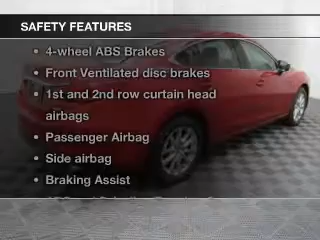 SAFETY FEATURES
• 4-wheel ABS Brakes
• Front Ventilated disc brakes
• 1st and 2nd row curtain head
airbags
• Passenger Airbag
• Side airbag
• Braking Assist